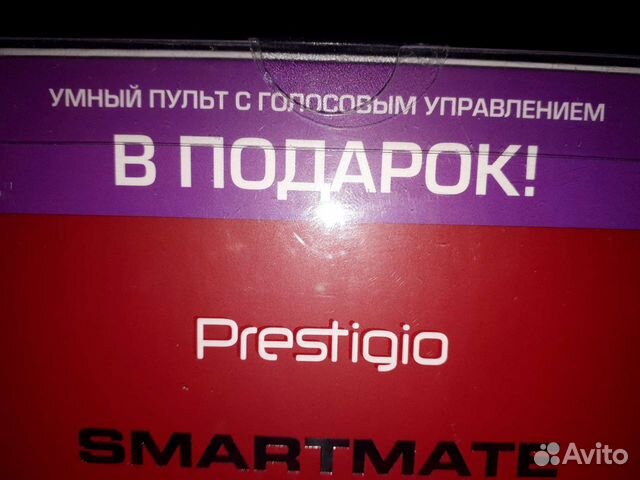 УМНЫЙ ПУЛЬТ С ГОЛОСОВЫМ УПРАВЛЕНИЕМ
В ПОДАРОК!
Prestigio
SMARTMATE
Avito